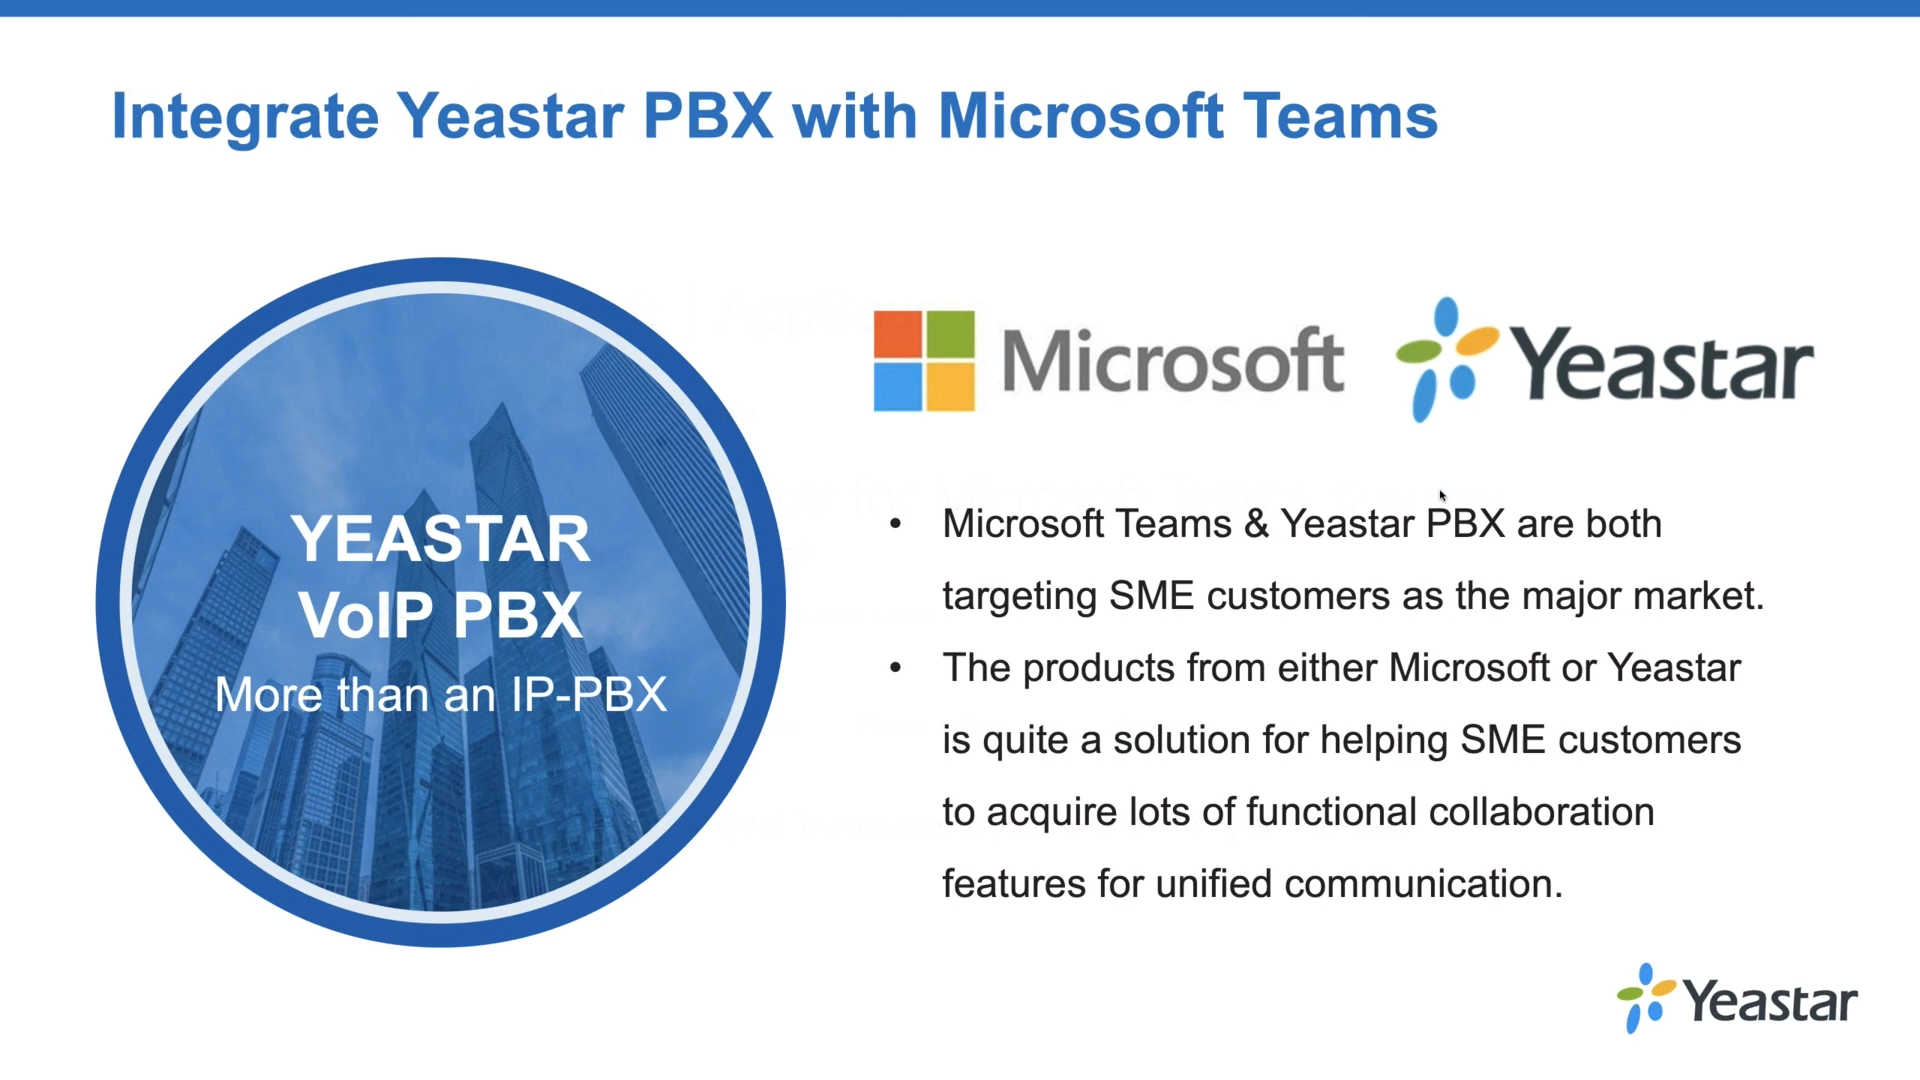 Integrate Yeastar PBX with Microsoft Teams
YEASTAR
VoIP PBX
More than an IP-PBX
Microsoft
Yeastar
• Microsoft Teams & Yeastar PBX are both
targeting SME customers as the major market.
• The products from either Microsoft or Yeastar
is quite a solution for helping SME customers
to acquire lots of functional collaboration
features for unified communication.
Yeastar